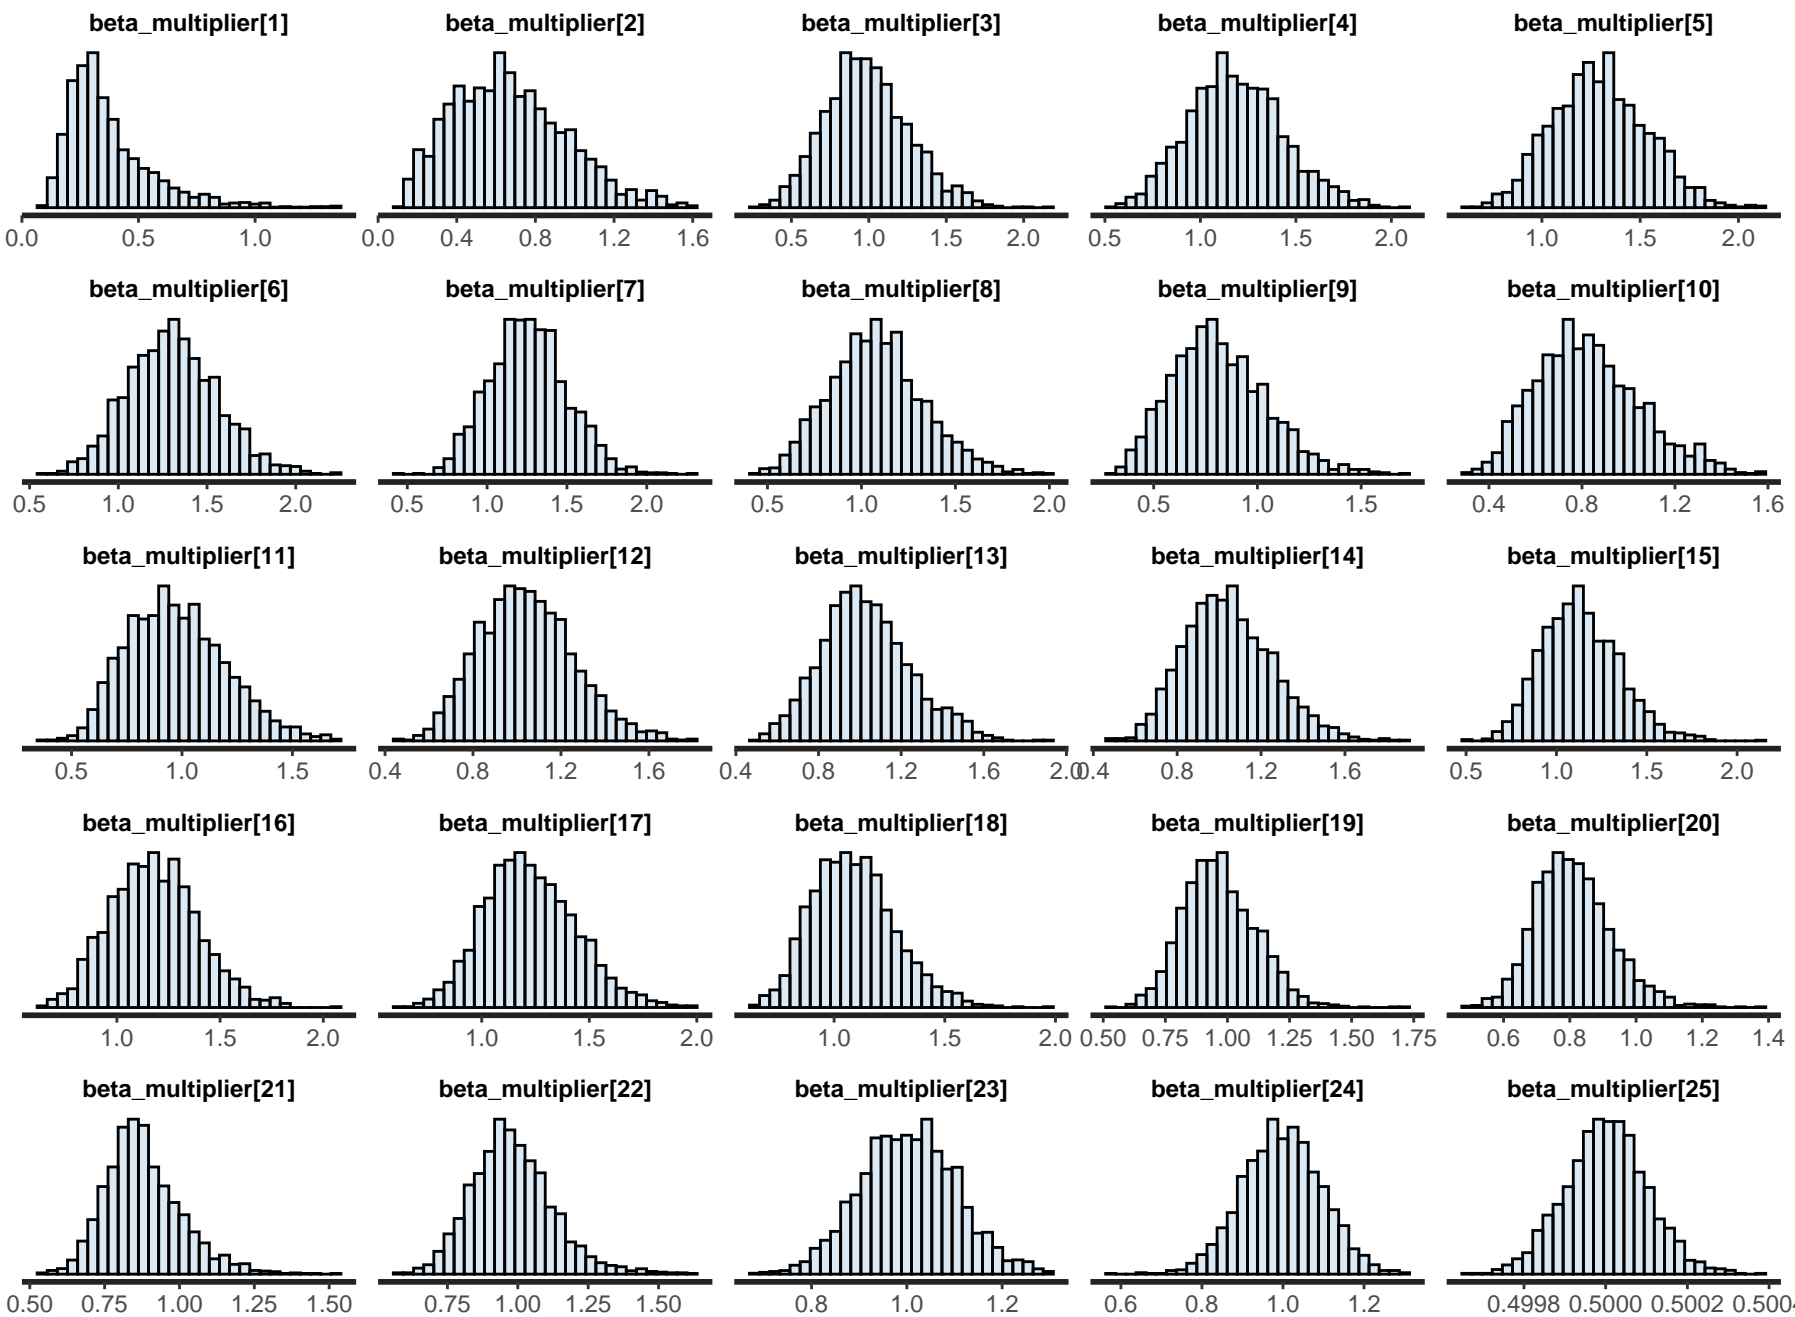 beta_multiplier[1] beta_multiplier[2] beta_multiplier[3] beta_multiplier[4] beta_multiplier[5]
0.0 0.5 1.0 0.0 0.4 0.8 1.2 1.6 0.5 1.0 1.5 2.0 0.5 1.0 1.5 2.0 1.0 1.5 2.0
beta_multiplier[6] beta_multiplier[7] beta_multiplier[8] beta_multiplier[9] beta_multiplier[10]
0.5 1.0 1.5 2.0 0.5 1.0 1.5 2.0 0.5 1.0 1.5 2.0 0.5 1.0 1.5 0.4 0.8 1.2 1.6
beta_multiplier[11] beta_multiplier[12] beta_multiplier[13] beta_multiplier[14] beta_multiplier[15]
0.5 1.0 1.5 0.4 0.8 1.2 1.6 0.4 0.8 1.2 1.6 2.0 0.4 0.8 1.2 1.6 0.5 1.0 1.5 2.0
beta_multiplier[16] beta_multiplier[17] beta_multiplier[18] beta_multiplier[19] beta_multiplier[20]
1.0 1.5 2.0 1.0 1.5 2.0 1.0 1.5 2.0 0.50 0.75 1.00 1.25 1.50 1.75 0.6 0.8 1.0 1.2 1.4
beta_multiplier[21] beta_multiplier[22] beta_multiplier[23] beta_multiplier[24] beta_multiplier[25]
0.50 0.75 1.00 1.25 1.50 0.75 1.00 1.25 1.50 0.8 1.0 1.2 0.6 0.8 1.0 1.2 0.4998 0.5000 0.5002 0.5004